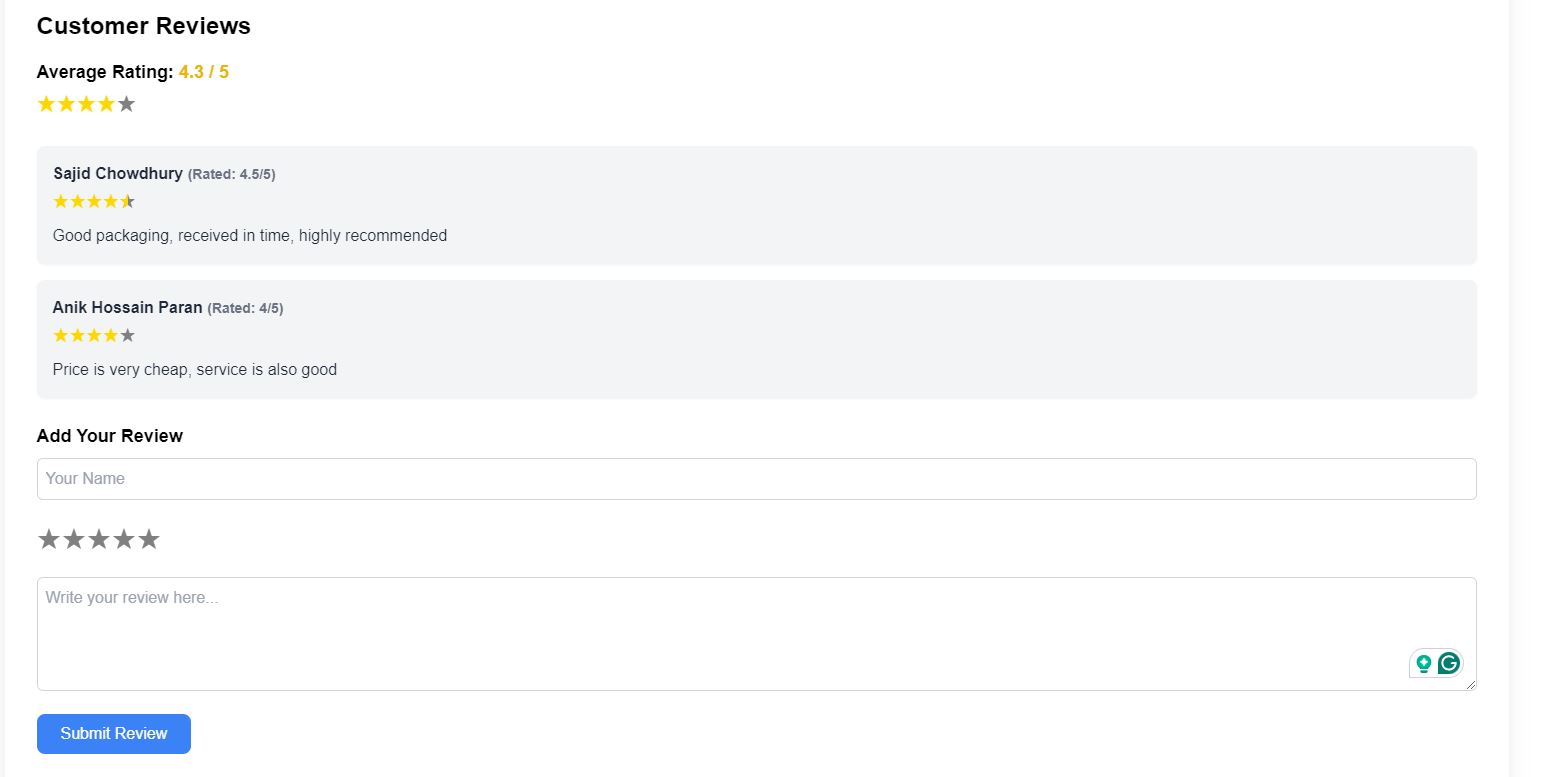 Customer Reviews
Average Rating: 4.3 / 5
Sajid Chowdhury (Rated: 4.5/5)
Good packaging, received in time, highly recommended
Anik Hossain Paran (Rated: 4/5)
Price is very cheap, service is also good
Add Your Review
Your Name
Write your review here...
Submit Review